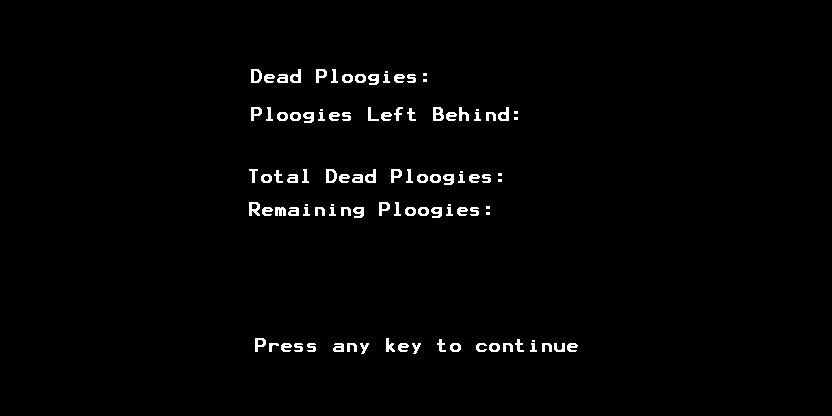 Dead Ploogies:
Ploogies Left Behind:
Total Dead Ploogies:
Remaining Ploogies:
Press any key to continue